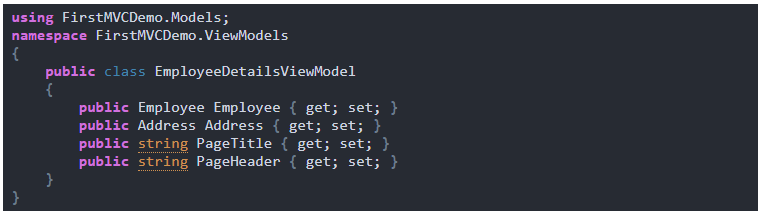 using FirstMVCDemo.Models;
namespace FirstMVCDemo.ViewModels
{
    public class EmployeeDetailsViewModel
    {
        public Employee Employee { get; set; }
        public Address Address { get; set; }
        public string PageTitle { get; set; }
        public string PageHeader { get; set; }
    }
}